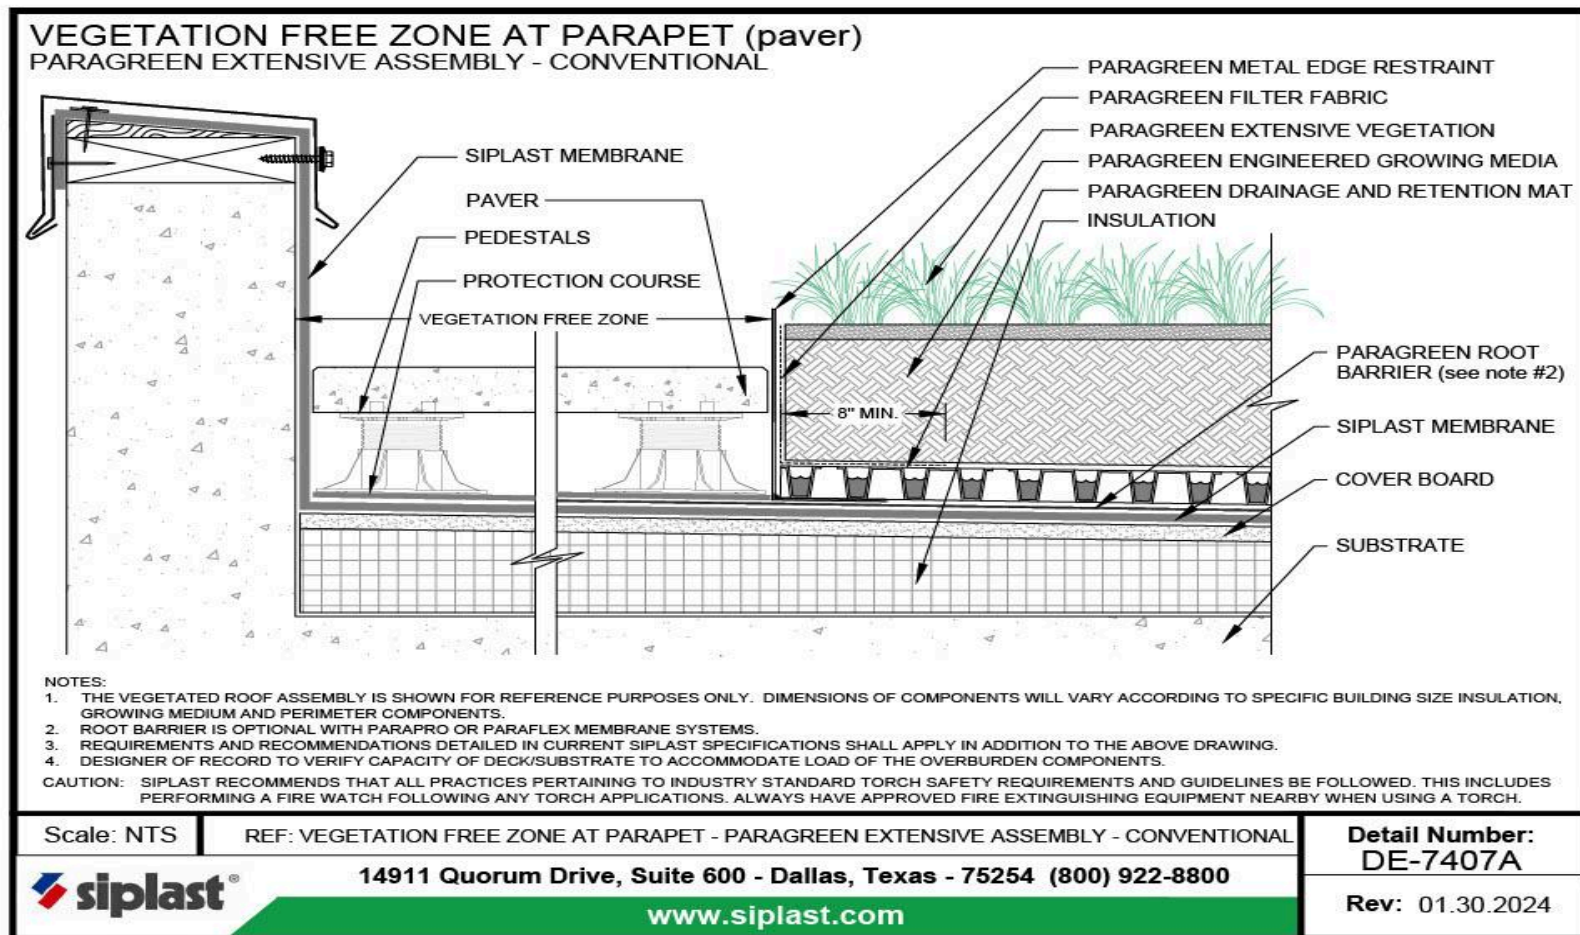 VEGETATION FREE ZONE AT PARAPET (paver)
PARAGREEN EXTENSIVE ASSEMBLY - CONVENTIONAL
SIPLAST MEMBRANE
PAVER
PEDESTALS
PROTECTION COURSE
VEGETATION FREE ZONE
PARAGREEN METAL EDGE RESTRAINT
PARAGREEN FILTER FABRIC
PARAGREEN EXTENSIVE VEGETATION
PARAGREEN ENGINEERED GROWING MEDIA
PARAGREEN DRAINAGE AND RETENTION MAT
INSULATION
8" MIN.
PARAGREEN ROOT
BARRIER (see note #2)
SIPLAST MEMBRANE
COVER BOARD
SUBSTRATE
NOTES:
1. THE VEGETATED ROOF ASSEMBLY IS SHOWN FOR REFERENCE PURPOSES ONLY. DIMENSIONS OF COMPONENTS WILL VARY ACCORDING TO SPECIFIC BUILDING SIZE INSULATION,
GROWING MEDIUM AND PERIMETER COMPONENTS.
2. ROOT BARRIER IS OPTIONAL WITH PARAPRO OR PARAFLEX MEMBRANE SYSTEMS.
3. REQUIREMENTS AND RECOMMENDATIONS DETAILED IN CURRENT SIPLAST SPECIFICATIONS SHALL APPLY IN ADDITION TO THE ABOVE DRAWING.
4. DESIGNER OF RECORD TO VERIFY CAPACITY OF DECK/SUBSTRATE TO ACCOMMODATE LOAD OF THE OVERBURDEN COMPONENTS.
CAUTION: SIPLAST RECOMMENDS THAT ALL PRACTICES PERTAINING TO INDUSTRY STANDARD TORCH SAFETY REQUIREMENTS AND GUIDELINES BE FOLLOWED. THIS INCLUDES
PERFORMING A FIRE WATCH FOLLOWING ANY TORCH APPLICATIONS. ALWAYS HAVE APPROVED FIRE EXTINGUISHING EQUIPMENT NEARBY WHEN USING A TORCH.
Scale: NTS
REF: VEGETATION FREE ZONE AT PARAPET - PARAGREEN EXTENSIVE ASSEMBLY - CONVENTIONAL
Detail Number:
DE-7407A
siplast®
14911 Quorum Drive, Suite 600 - Dallas, Texas - 75254 (800) 922-8800
www.siplast.com
Rev: 01.30.2024